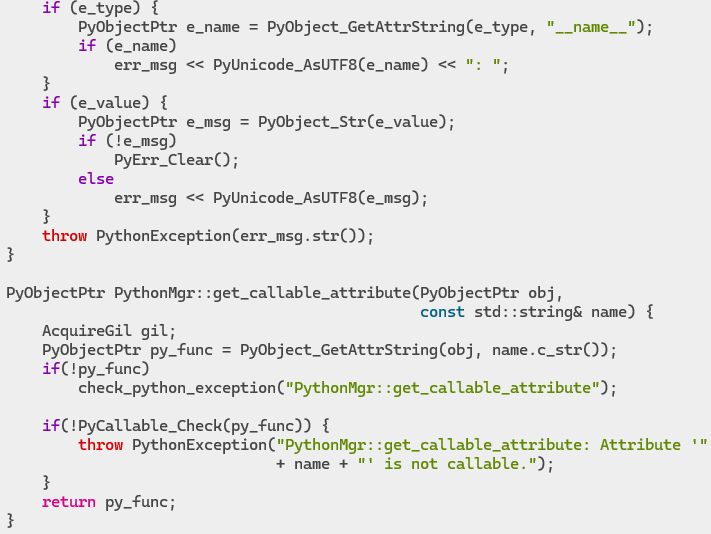 if (e_type) {
        PyObjectPtr e_name = PyObject_GetAttrString(e_type, "__name__");
        if (e_name)
            err_msg << PyUnicode_AsUTF8(e_name) << ": ";
    }
    if (e_value) {
        PyObjectPtr e_msg = PyObject_Str(e_value);
        if (!e_msg)
            PyErr_Clear();
        else
            err_msg << PyUnicode_AsUTF8(e_msg);
    }
    throw PythonException(err_msg.str());
}

PyObjectPtr PythonMgr::get_callable_attribute(PyObjectPtr obj,
                                              const std::string& name) {
    AcquireGil gil;
    PyObjectPtr py_func = PyObject_GetAttrString(obj, name.c_str());
    if(!py_func)
        check_python_exception("PythonMgr::get_callable_attribute");

    if(!PyCallable_Check(py_func)) {
        throw PythonException("PythonMgr::get_callable_attribute: Attribute '"
                              + name + "' is not callable.");
    }
    return py_func;
}